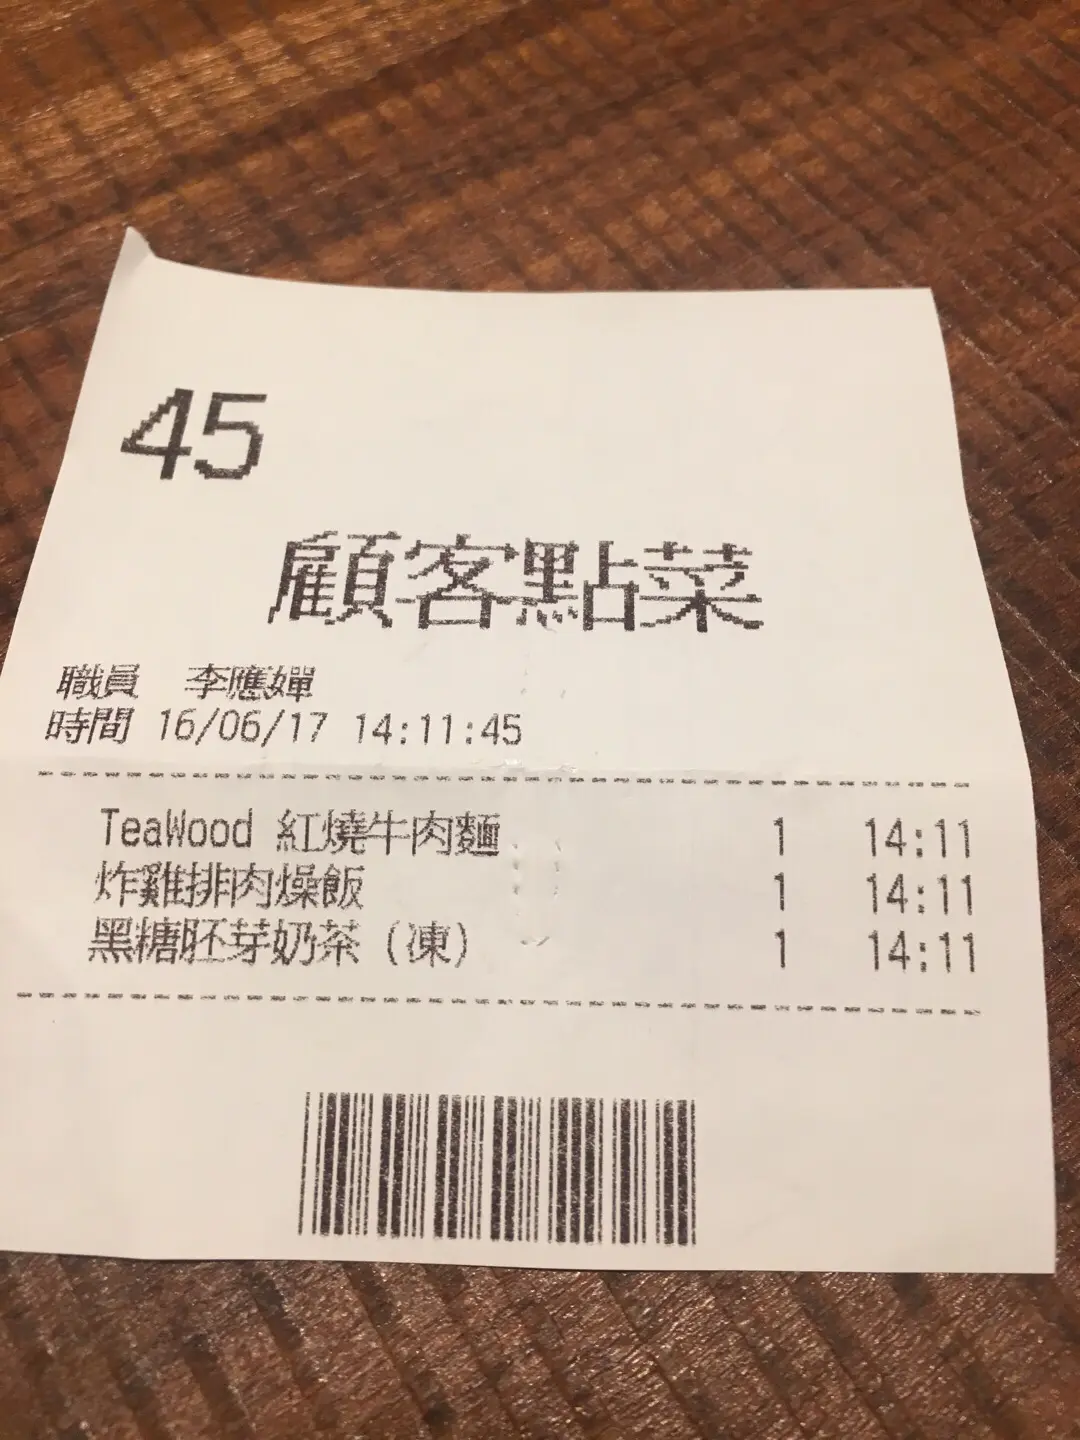 45
顧客點菜
職員 李應嬋
時間 16/06/17 14:11:45
TeaWood 紅燒牛肉麵 1 14:11
炸雞排肉燥飯 1 14:11
黑糖胚芽奶茶 (凍) 1 14:11